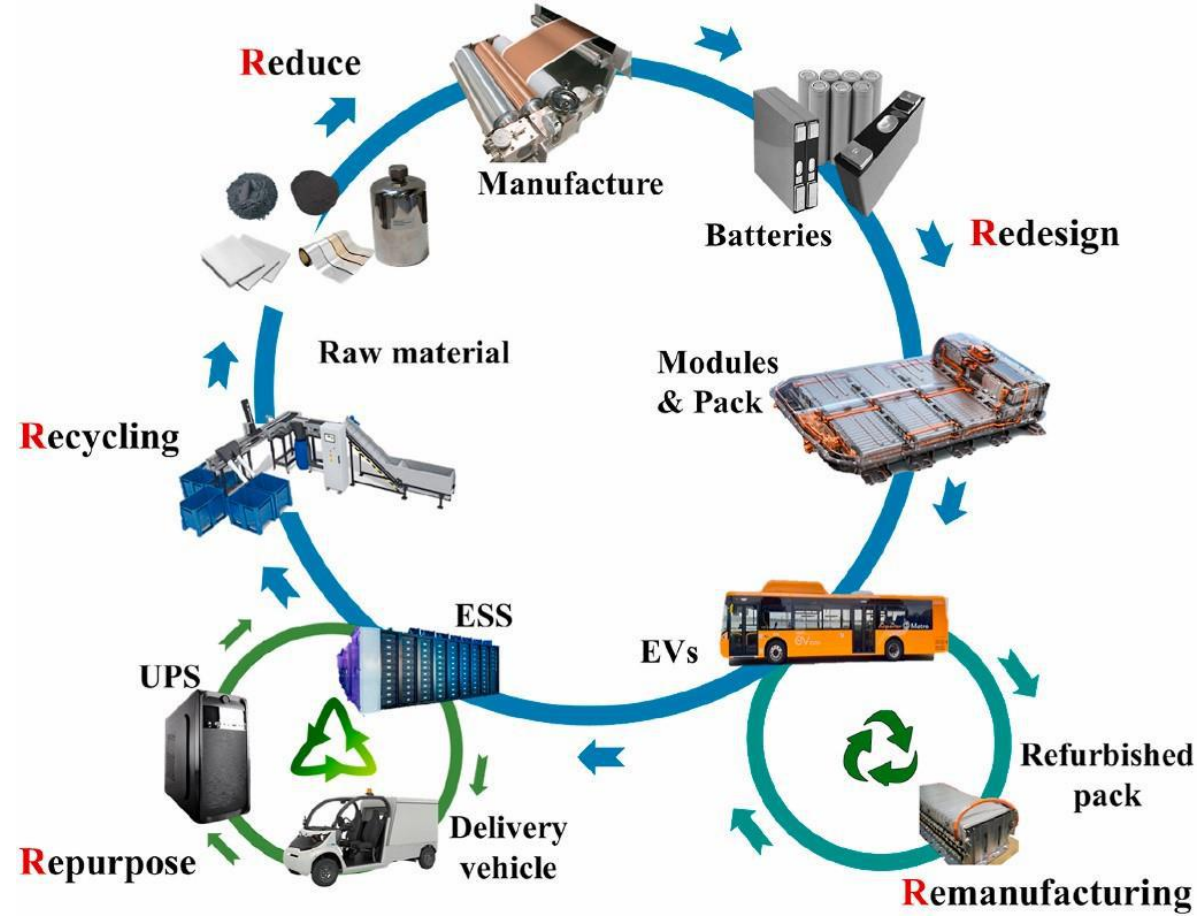 Reduce
Manufacture
Batteries
Redesign
Raw material
Modules
& Pack
Recycling
ESS
UPS
EVs
Refurbished
pack
Delivery
vehicle
Repurpose
Remanufacturing